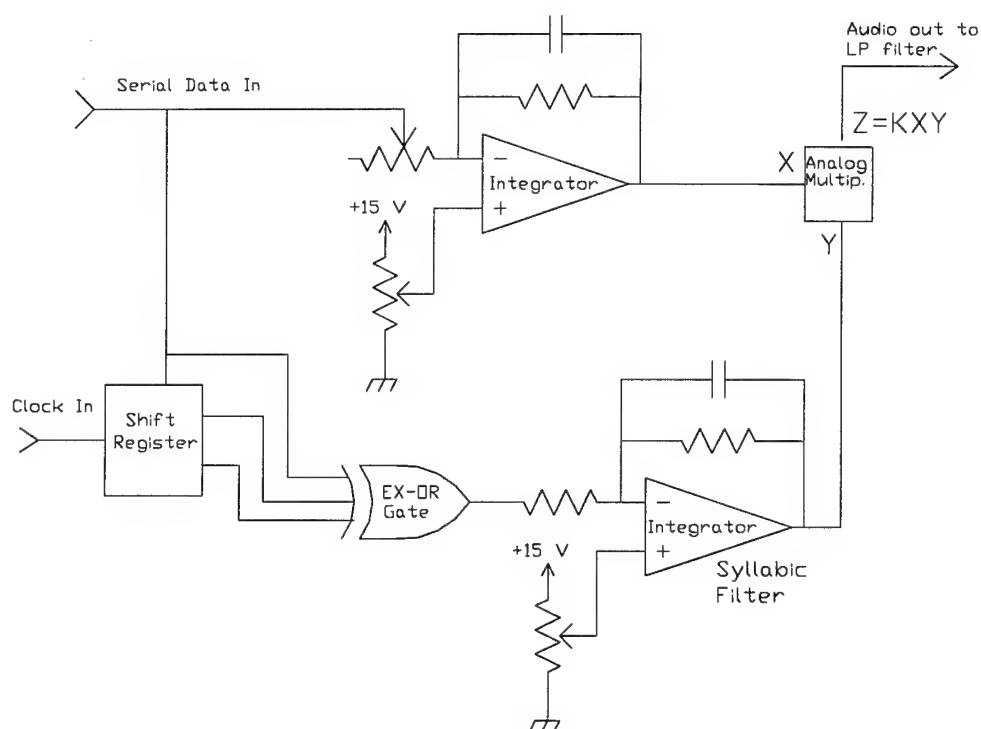 Audio out to
LP filter
Serial Data In
Z=KXY
X
Analog
Multip.
-
Integrator
+
+15 V
Y
Clock In
Shift
Register
EX-OR
Gate
-
Integrator
+
+15 V
Syllabic
Filter